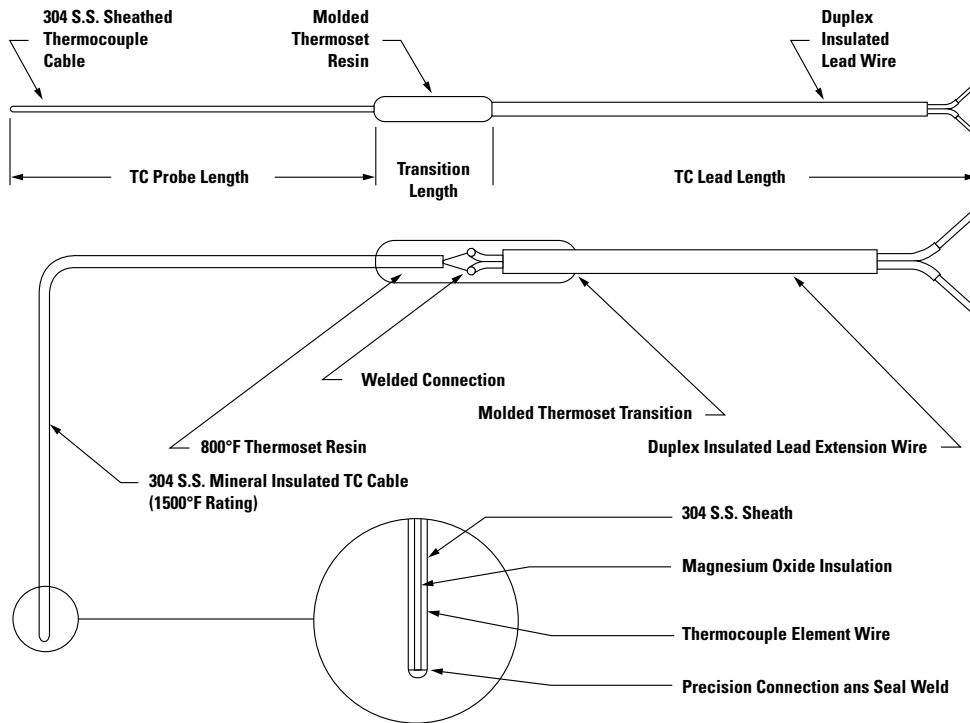 304 S.S. Sheathed
Thermocouple
Cable
Molded
Thermoset
Resin
Duplex
Insulated
Lead Wire
TC Probe Length
Transition
Length
TC Lead Length
Welded Connection
Molded Thermoset Transition
800°F Thermoset Resin
Duplex Insulated Lead Extension Wire
304 S.S. Mineral Insulated TC Cable
(1500°F Rating)
304 S.S. Sheath
Magnesium Oxide Insulation
Thermocouple Element Wire
Precision Connection ans Seal Weld